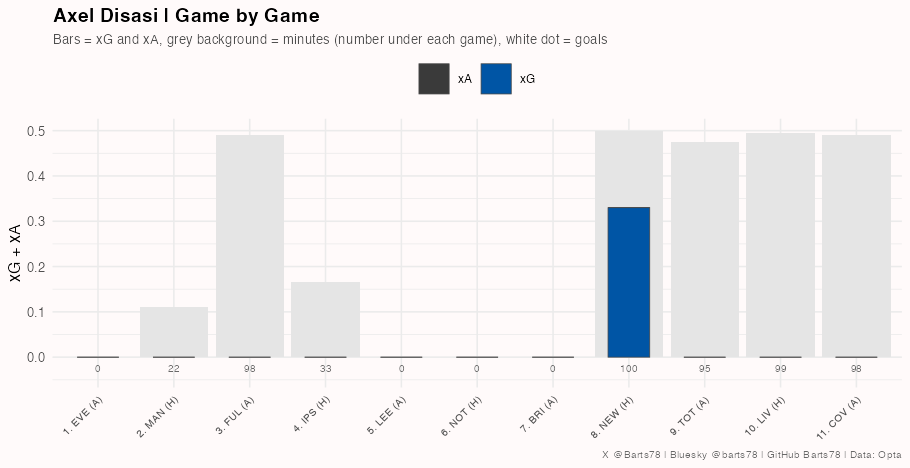 Axel Disasi | Game by Game
Bars = xG and xA, grey background = minutes (number under each game), white dot = goals
xA xG
xG + xA
0.5
0.4
0.3
0.2
0.1
0.0
0 22 98 33 0 0 0 100 95 99 98
1. EVE (A) 2. MAN (H) 3. FUL (A) 4. IPS (H) 5. LEE (A) 6. NOT (H) 7. BRI (A) 8. NEW (H) 9. TOT (A) 10. LIV (H) 11. COV (A)
X @Barts78 | Bluesky @barts78 | GitHub Barts78 | Data: Opta